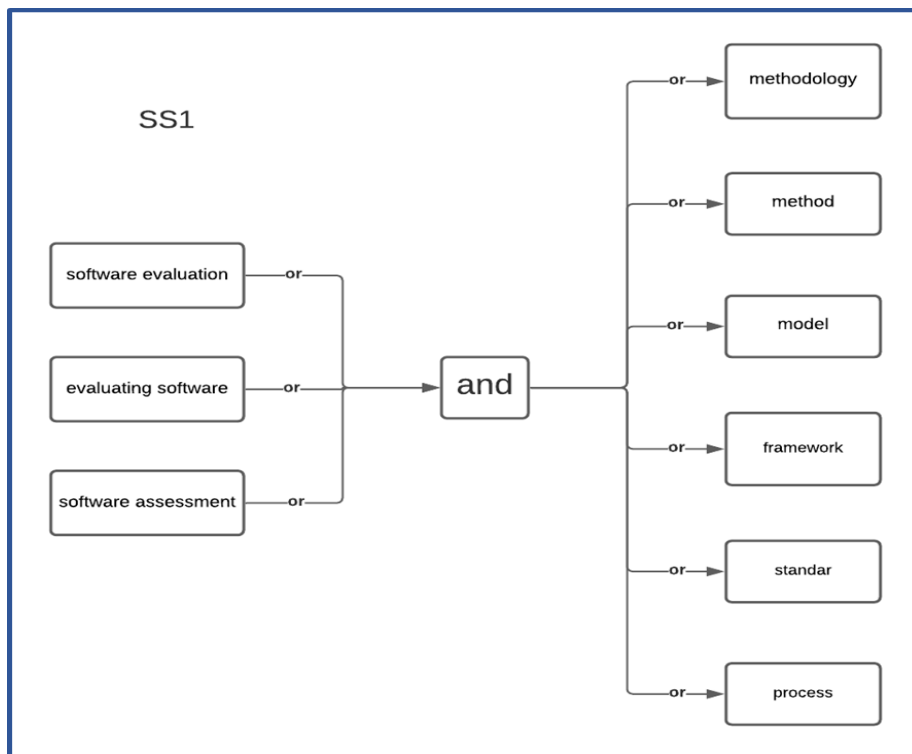 SS1
software evaluation
or
evaluating software
or
software assessment
or
and
or
methodology
or
method
or
model
or
framework
or
standar
or
process